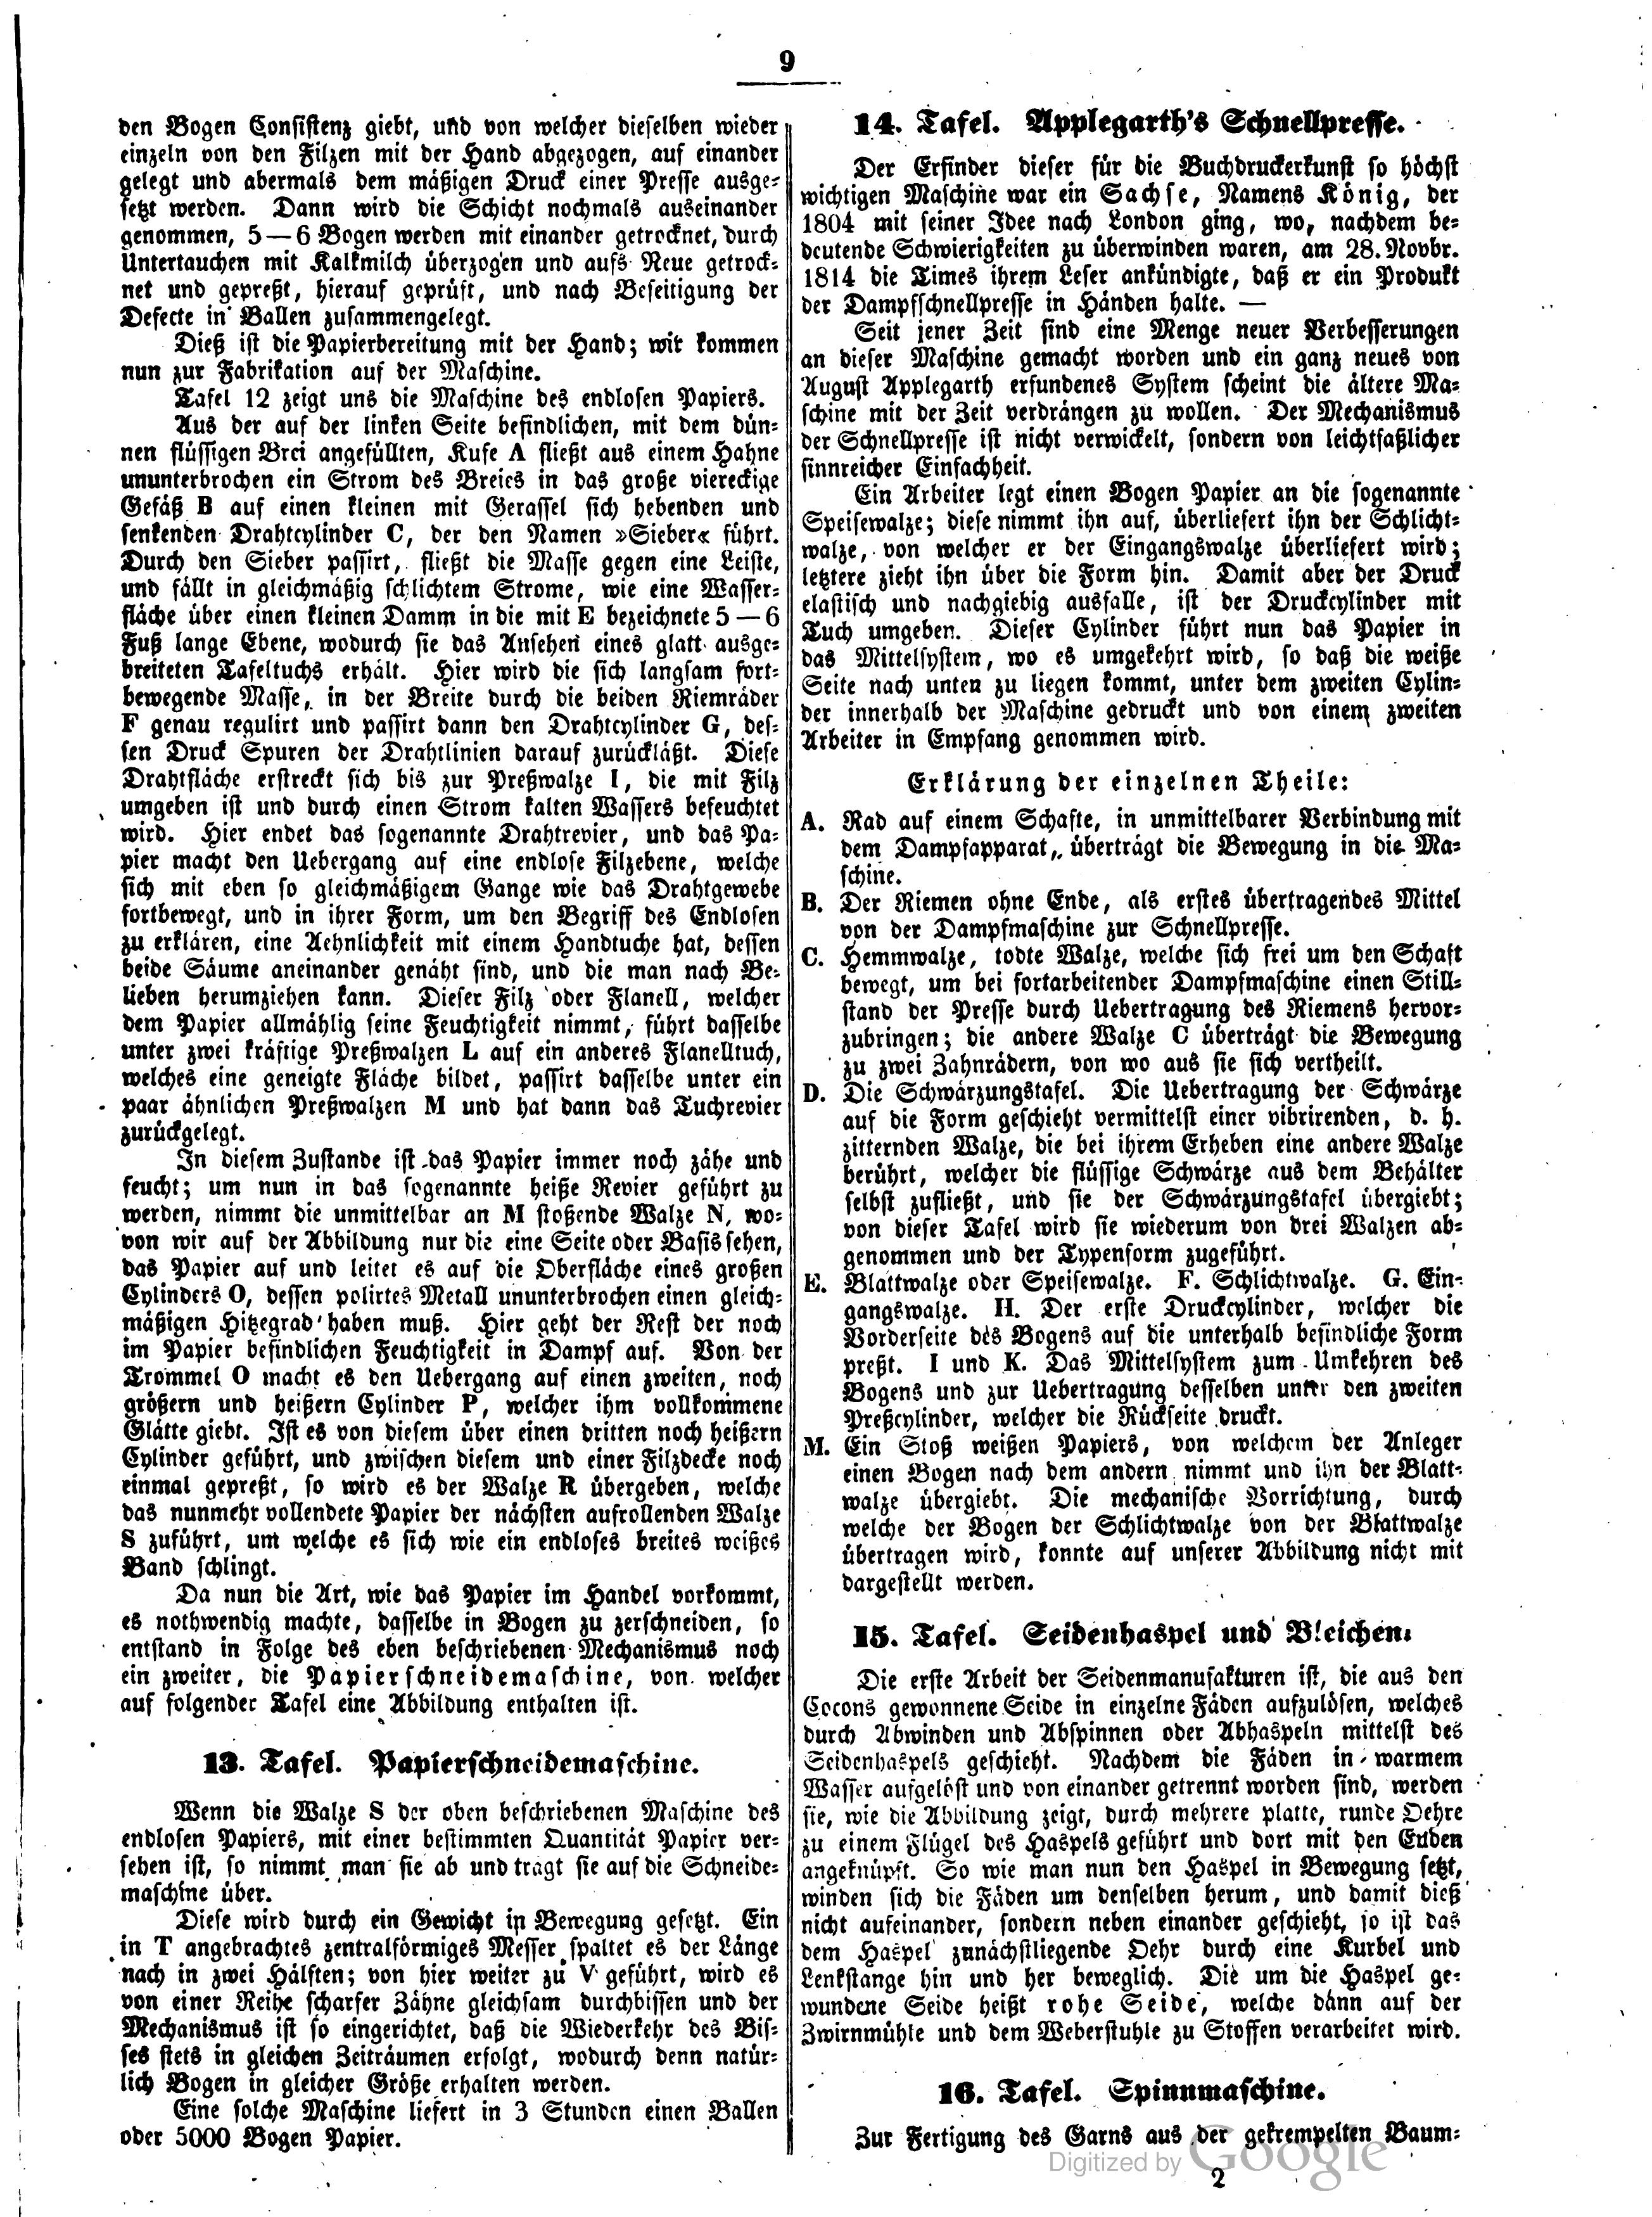 9
den Bogen Consistenz giebt, und von welcher dieselben wieder
einzeln von den Filzen mit der Hand abgezogen, auf einander
gelegt und abermals dem mäßigen Druck einer Presse ausge-
setzt werden. Dann wird die Schicht nochmals auseinander
genommen, 5—6 Bogen werden mit einander getrocknet, durch
Untertauchen mit Kalkmilch überzogen und aufs Neue getrock-
net und gepreßt, hierauf geprüft, und nach Beseitigung der
Defecte in Ballen zusammengelegt.
Dieß ist die Papierbereitung mit der Hand; wir kommen
nun zur Fabrikation auf der Maschine.
Tafel 12 zeigt uns die Maschine des endlosen Papiers.
Aus der auf der linken Seite befindlichen, mit dem dün-
nen flüssigen Brei angefüllten, Kufe A fließt aus einem Hahne
ununterbrochen ein Strom des Breies in das große viereckige
Gefäß B auf einen kleinen mit Gerassel sich hebenden und
senkenden Drahtcylinder C, der den Namen »Sieber« führt.
Durch den Sieber passirt, fließt die Masse gegen eine Leiste,
und fällt in gleichmäßig schlichtem Strome, wie eine Wasser-
fläche über einen kleinen Damm in die mit E bezeichnete 5—6
Fuß lange Ebene, wodurch sie das Ansehen eines glatt ausge-
breiteten Tafeltuchs erhält. Hier wird die sich langsam fort-
bewegende Masse, in der Breite durch die beiden Riemräder
F genau regulirt und passirt dann den Drahtcylinder G, des-
sen Druck Spuren der Drahtlinien darauf zurückläßt. Diese
Drahtfläche erstreckt sich bis zur Preßwalze I, die mit Filz
umgeben ist und durch einen Strom kalten Wassers befeuchtet
wird. Hier endet das sogenannte Drahtrevier, und das Pa-
pier macht den Uebergang auf eine endlose Filzebene, welche
sich mit eben so gleichmäßigem Gange wie das Drahtgewebe
fortbewegt, und in ihrer Form, um den Begriff des Endlosen
zu erklären, eine Aehnlichkeit mit einem Handtuche hat, dessen
beide Säume aneinander genäht sind, und die man nach Be-
lieben herumziehen kann. Dieser Filz oder Flanell, welcher
dem Papier allmählig seine Feuchtigkeit nimmt, führt dasselbe
unter zwei kräftige Preßwalzen L auf ein anderes Flanelltuch,
welches eine geneigte Fläche bildet, passirt dasselbe unter ein
paar ähnlichen Preßwalzen M und hat dann das Tuchrevier
zurückgelegt.
In diesem Zustande ist das Papier immer noch zähe und
feucht; um nun in das sogenannte heiße Revier geführt zu
werden, nimmt die unmittelbar an M stoßende Walze N, wo-
von wir auf der Abbildung nur die eine Seite oder Basis sehen,
das Papier auf und leitet es auf die Oberfläche eines großen
Cylinders O, dessen polirtes Metall ununterbrochen einen gleich-
mäßigen Hitzegrad haben muß. Hier geht der Rest der noch
im Papier befindlichen Feuchtigkeit in Dampf auf. Von der
Trommel O macht es den Uebergang auf einen zweiten, noch
größern und heißern Cylinder P, welcher ihm vollkommene
Glätte giebt. Ist es von diesem über einen dritten noch heißern
Cylinder geführt, und zwischen diesem und einer Filzdecke noch
einmal gepreßt, so wird es der Walze R übergeben, welche
das nunmehr vollendete Papier der nächsten aufrollenden Walze
S zuführt, um welche es sich wie ein endloses breites weißes
Band schlingt.
Da nun die Art, wie das Papier im Handel vorkommt,
es nothwendig machte, dasselbe in Bogen zu zerschneiden, so
entstand in Folge des eben beschriebenen Mechanismus noch
ein zweiter, die Papierschneidemaschine, von welcher
auf folgender Tafel eine Abbildung enthalten ist.
13. Tafel. Papierschneidemaschine.
Wenn die Walze S der oben beschriebenen Maschine des
endlosen Papiers, mit einer bestimmten Quantität Papier ver-
sehen ist, so nimmt man sie ab und trägt sie auf die Schneide-
maschine über.
Diese wird durch ein Gewicht in Bewegung gesetzt. Ein
in T angebrachtes zentralförmiges Messer spaltet es der Länge
nach in zwei Hälften; von hier weiter zu V geführt, wird es
von einer Reihe scharfer Zähne gleichsam durchbissen und der
Mechanismus ist so eingerichtet, daß die Wiederkehr des Bis-
ses stets in gleichen Zeiträumen erfolgt, wodurch denn natür-
lich Bogen in gleicher Größe erhalten werden.
Eine solche Maschine liefert in 3 Stunden einen Ballen
oder 5000 Bogen Papier.
14. Tafel. Applegarth's Schnellpresse.
Der Erfinder dieser für die Buchdruckerkunst so höchst
wichtigen Maschine war ein Sachse, Namens König, der
1804 mit seiner Idee nach London ging, wo, nachdem be-
deutende Schwierigkeiten zu überwinden waren, am 28. Novbr.
1814 die Times ihrem Leser ankündigte, daß er ein Produkt
der Dampfschnellpresse in Händen halte. —
Seit jener Zeit sind eine Menge neuer Verbesserungen
an dieser Maschine gemacht worden und ein ganz neues von
August Applegarth erfundenes System scheint die ältere Ma-
schine mit der Zeit verdrängen zu wollen. Der Mechanismus
der Schnellpresse ist nicht verwickelt, sondern von leichtfaßlicher
sinnreicher Einfachheit.
Ein Arbeiter legt einen Bogen Papier an die sogenannte
Speisewalze; diese nimmt ihn auf, überliefert ihn der Schlicht-
walze, von welcher er der Eingangswalze überliefert wird;
letztere zieht ihn über die Form hin. Damit aber der Druck
elastisch und nachgiebig ausfalle, ist der Druckcylinder mit
Tuch umgeben. Dieser Cylinder führt nun das Papier in
das Mittelsystem, wo es umgekehrt wird, so daß die weiße
Seite nach unten zu liegen kommt, unter dem zweiten Cylin-
der innerhalb der Maschine gedruckt und von einem zweiten
Arbeiter in Empfang genommen wird.
Erklärung der einzelnen Theile:
A. Rad auf einem Schafte, in unmittelbarer Verbindung mit
dem Dampfapparat, überträgt die Bewegung in die Ma-
schine.
B. Der Riemen ohne Ende, als erstes übertragendes Mittel
von der Dampfmaschine zur Schnellpresse.
C. Hemmwalze, todte Walze, welche sich frei um den Schaft
bewegt, um bei fortarbeitender Dampfmaschine einen Still-
stand der Presse durch Uebertragung des Riemens hervor-
zubringen; die andere Walze C überträgt die Bewegung
zu zwei Zahnrädern, von wo aus sie sich vertheilt.
D. Die Schwärzungstafel. Die Uebertragung der Schwärze
auf die Form geschieht vermittelst einer vibrirenden, d. h.
zitternden Walze, die bei ihrem Erheben eine andere Walze
berührt, welcher die flüssige Schwärze aus dem Behälter
selbst zufließt, und sie der Schwärzungstafel übergiebt;
von dieser Tafel wird sie wiederum von drei Walzen ab-
genommen und der Typenform zugeführt.
E. Blattwalze oder Speisewalze. F. Schlichtwalze. G. Ein-
gangswalze. H. Der erste Druckcylinder, welcher die
Vorderseite des Bogens auf die unterhalb befindliche Form
preßt. I und K. Das Mittelsystem zum Umkehren des
Bogens und zur Uebertragung desselben unter den zweiten
Preßcylinder, welcher die Rückseite druckt.
M. Ein Stoß weißen Papiers, von welchem der Anleger
einen Bogen nach dem andern nimmt und ihn der Blatt-
walze übergiebt. Die mechanische Vorrichtung, durch
welche der Bogen der Schlichtwalze von der Blattwalze
übertragen wird, konnte auf unserer Abbildung nicht mit
dargestellt werden.
15. Tafel. Seidenhaspel und Bleichen.
Die erste Arbeit der Seidenmanufakturen ist, die aus den
Cocons gewonnene Seide in einzelne Fäden aufzulösen, welches
durch Abwinden und Abspinnen oder Abhaspeln mittelst des
Seidenhaspels geschieht. Nachdem die Fäden in warmem
Wasser aufgelöst und von einander getrennt worden sind, werden
sie, wie die Abbildung zeigt, durch mehrere platte, runde Oehre
zu einem Flügel des Haspels geführt und dort mit den Enden
angeknüpft. So wie man nun den Haspel in Bewegung setzt,
winden sich die Fäden um denselben herum, und damit dieß
nicht aufeinander, sondern neben einander geschieht, so ist das
dem Haspel zunächstliegende Oehr durch eine Kurbel und
Lenkstange hin und her beweglich. Die um die Haspel ge-
wundene Seide heißt rohe Seide, welche dann auf der
Zwirnmühle und dem Weberstuhle zu Stoffen verarbeitet wird.
16. Tafel. Spinnmaschine.
Zur Fertigung des Garns aus der gekrempelten Baum-
Digitized by Google
2